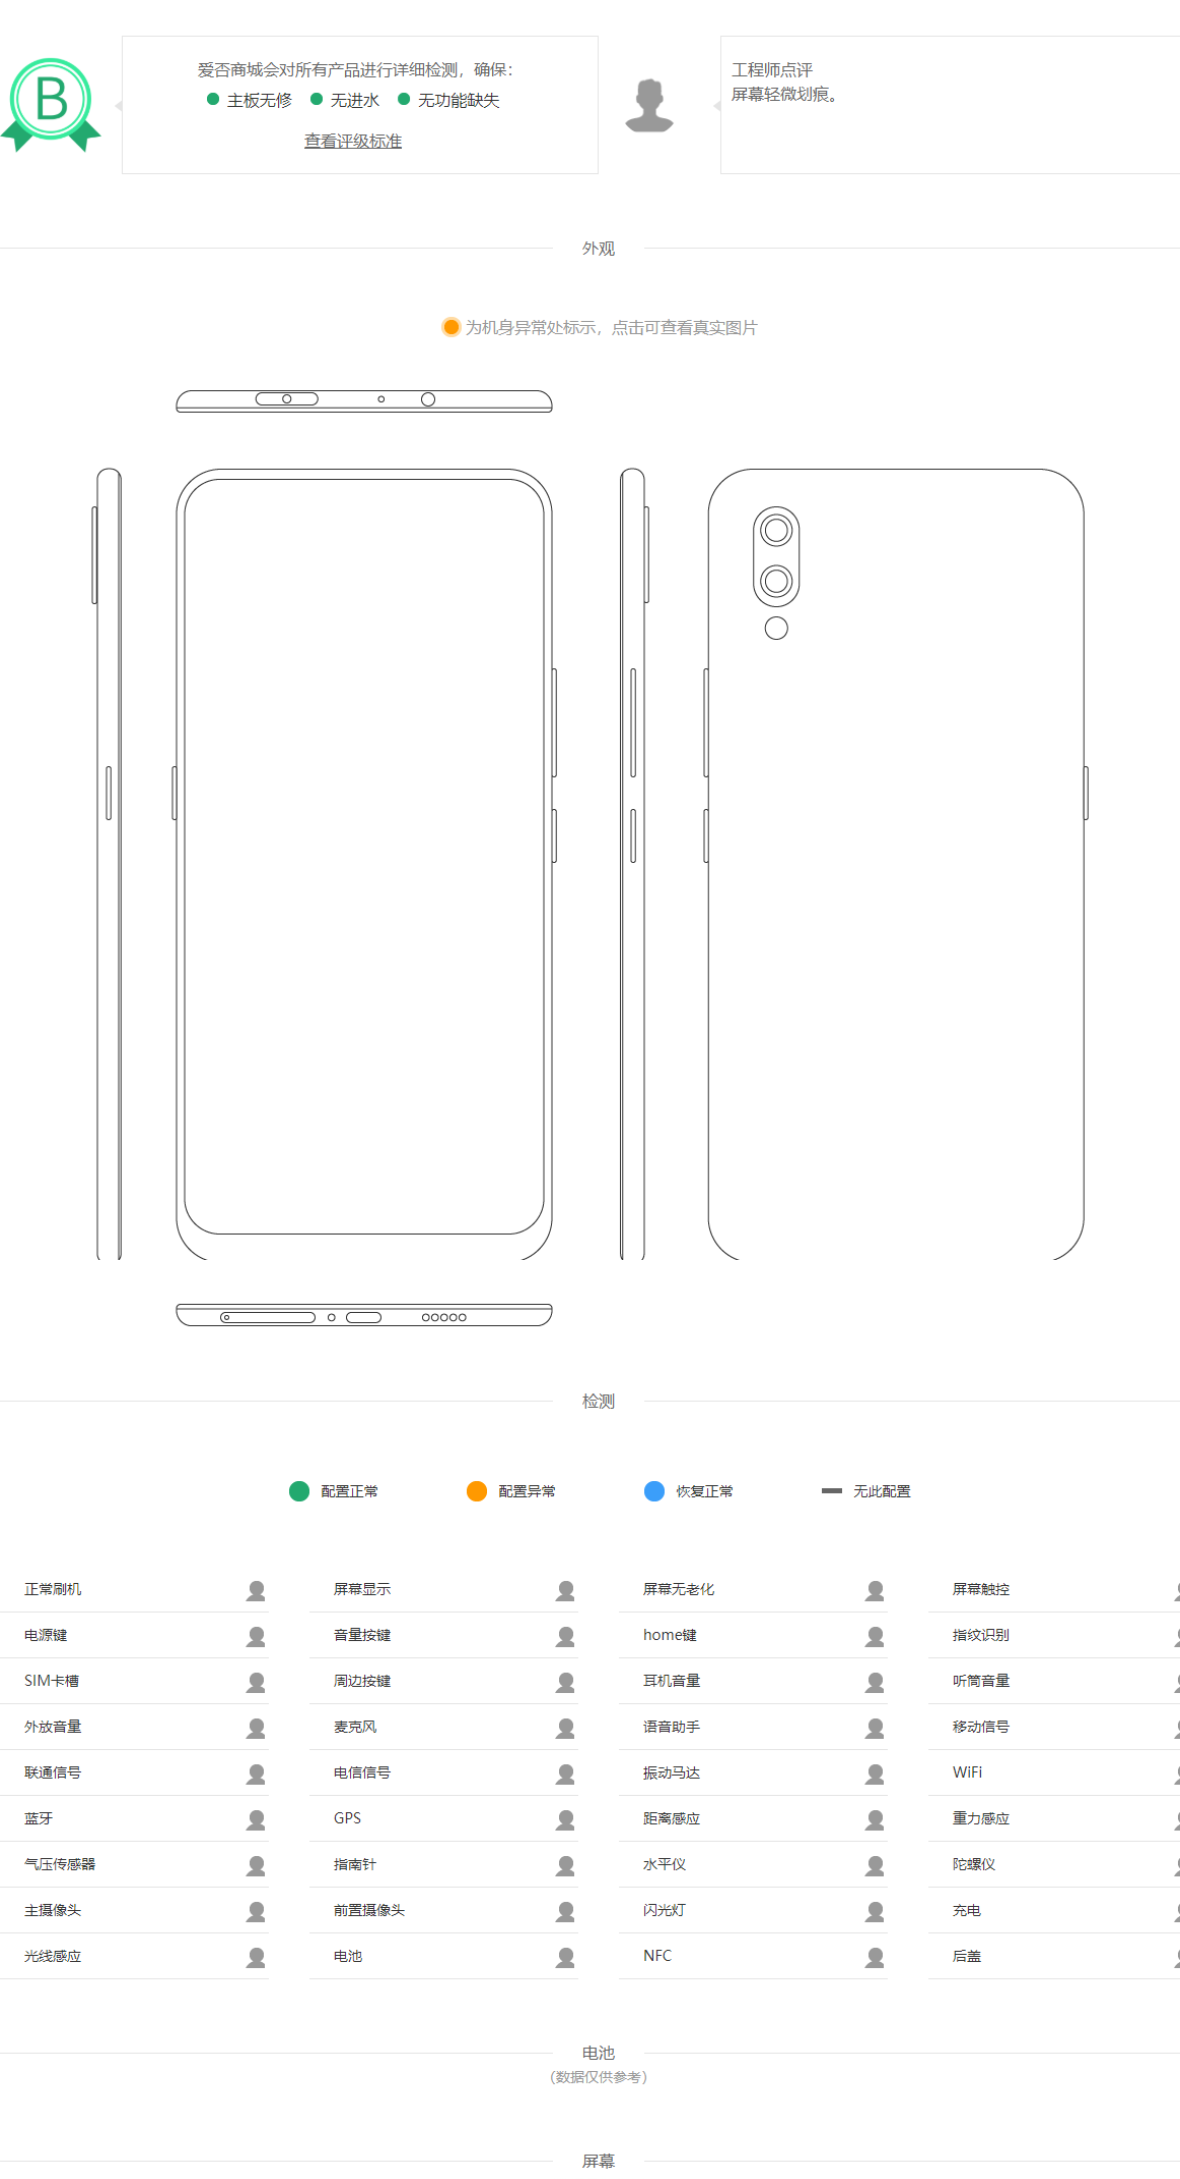 B
爱否商城会对所有产品进行详细检测，确保：
主板无修 无进水 无功能缺失
查看评级标准
工程师点评
屏幕轻微划痕。
外观
为机身异常处标示，点击可查看真实图片
检测
配置正常 配置异常 恢复正常 无此配置
正常刷机 屏幕显示 屏幕无老化 屏幕触控
电源键 音量按键 home键 指纹识别
SIM卡槽 周边按键 耳机音量 听筒音量
外放音量 麦克风 语音助手 移动信号
联通信号 电信信号 振动马达 WiFi
蓝牙 GPS 距离感应 重力感应
气压传感器 指南针 水平仪 陀螺仪
主摄像头 前置摄像头 闪光灯 充电
光线感应 电池 NFC 后盖
电池
（数据仅供参考）
屏幕